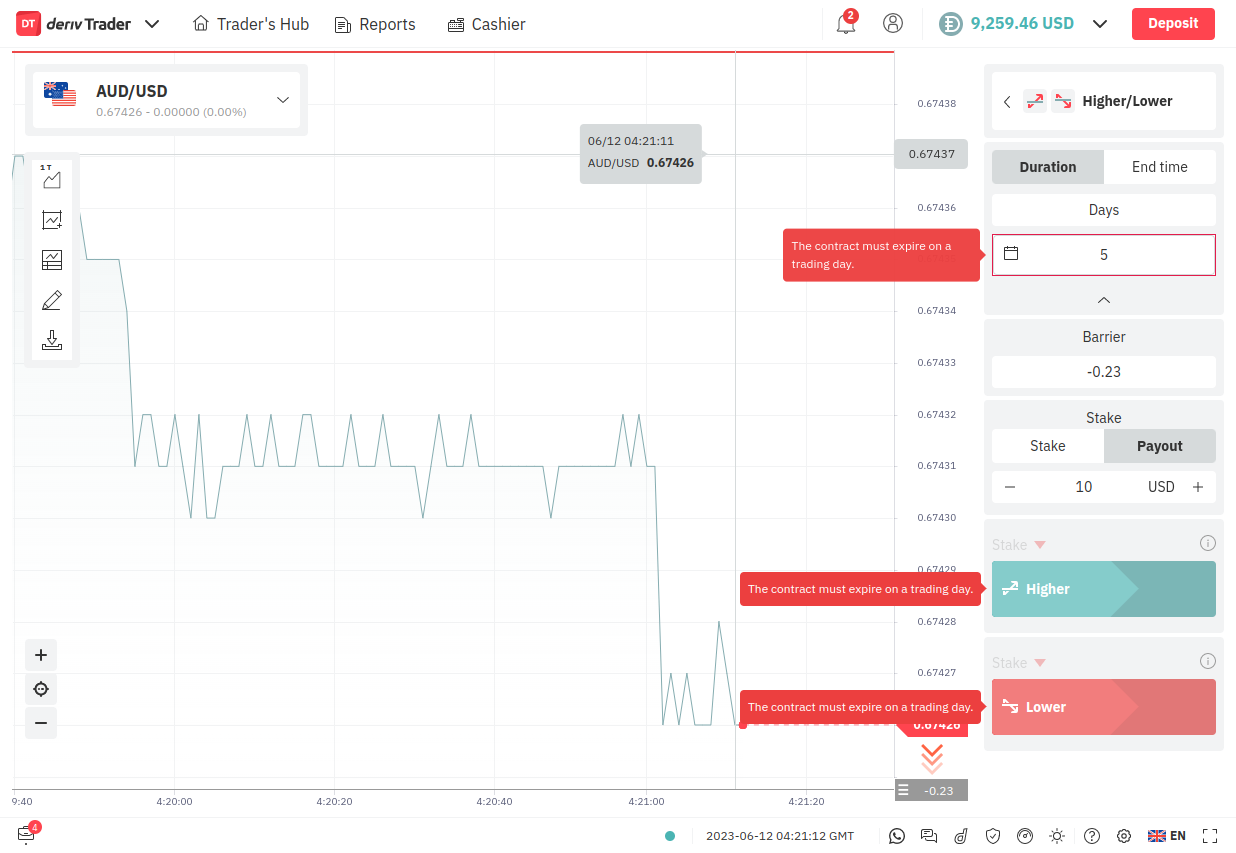 DT deriv Trader
Trader's Hub
Reports
Cashier
2
9,259.46 USD
Deposit
AUD/USD
0.67426 - 0.00000 (0.00%)
1T
06/12 04:21:11
AUD/USD 0.67426
0.67438
0.67437
0.67436
0.67434
0.67433
0.67432
0.67431
0.67430
0.67429
0.67428
0.67427
0.67426
-0.23
9:40
4:20:00
4:20:20
4:20:40
4:21:00
4:21:20
Higher/Lower
Duration
End time
Days
The contract must expire on a
trading day.
5
Barrier
-0.23
Stake
Stake
Payout
10
USD
Stake
The contract must expire on a trading day.
Higher
Stake
The contract must expire on a trading day.
Lower
4
2023-06-12 04:21:12 GMT
EN